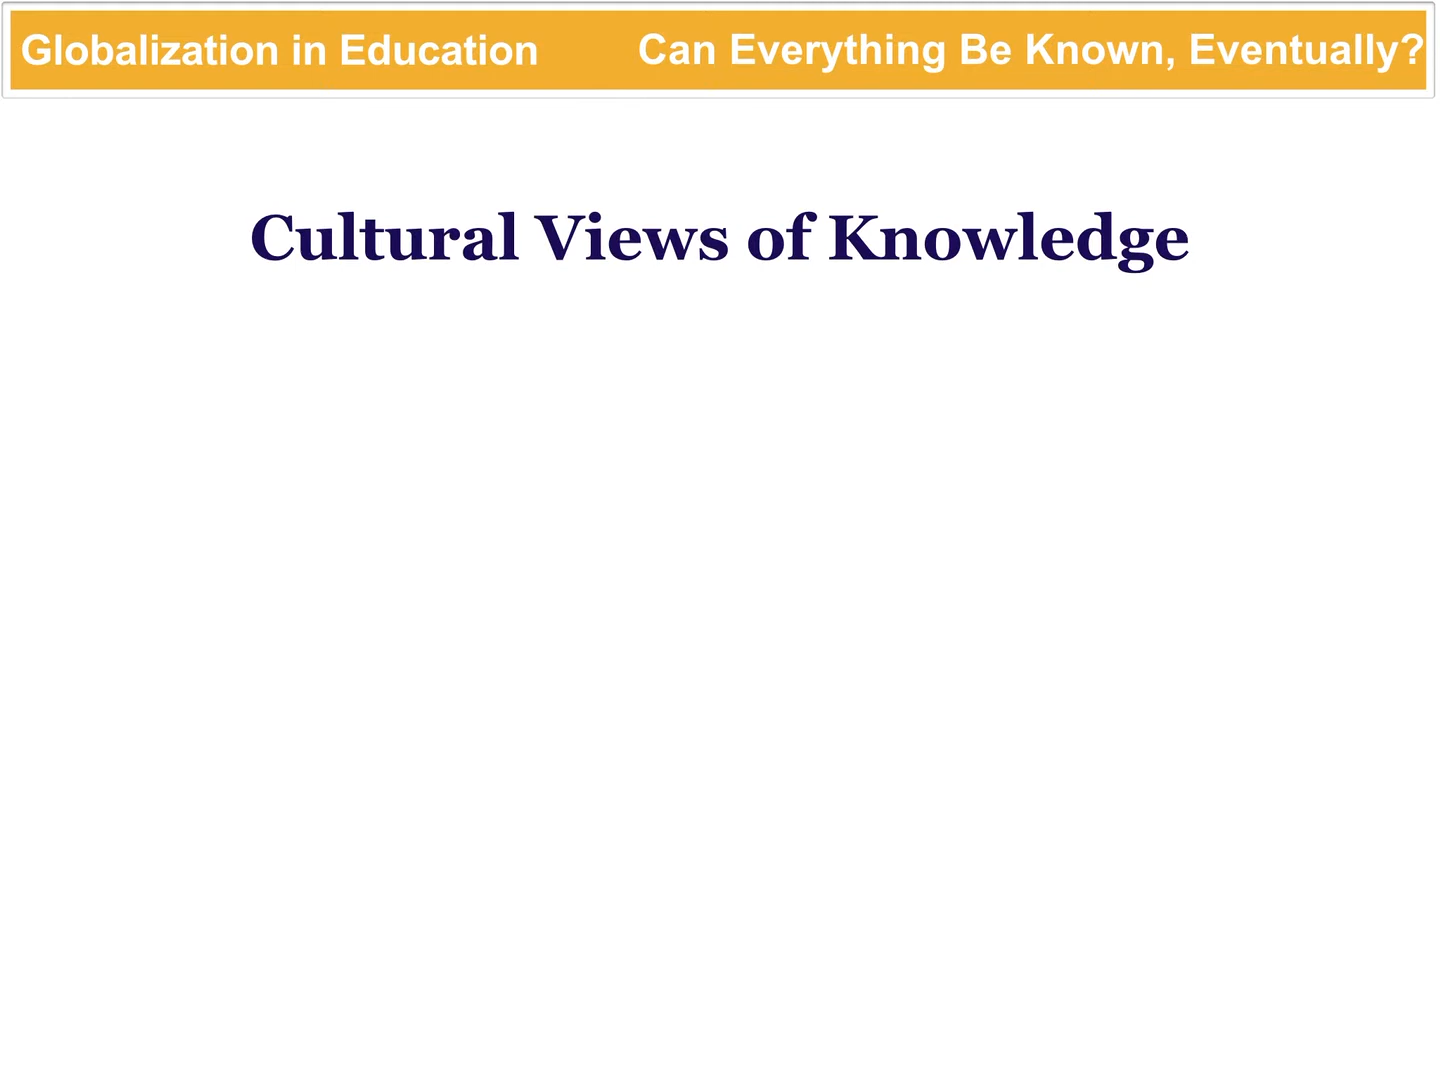 Globalization in Education Can Everything Be Known, Eventually?
Cultural Views of Knowledge